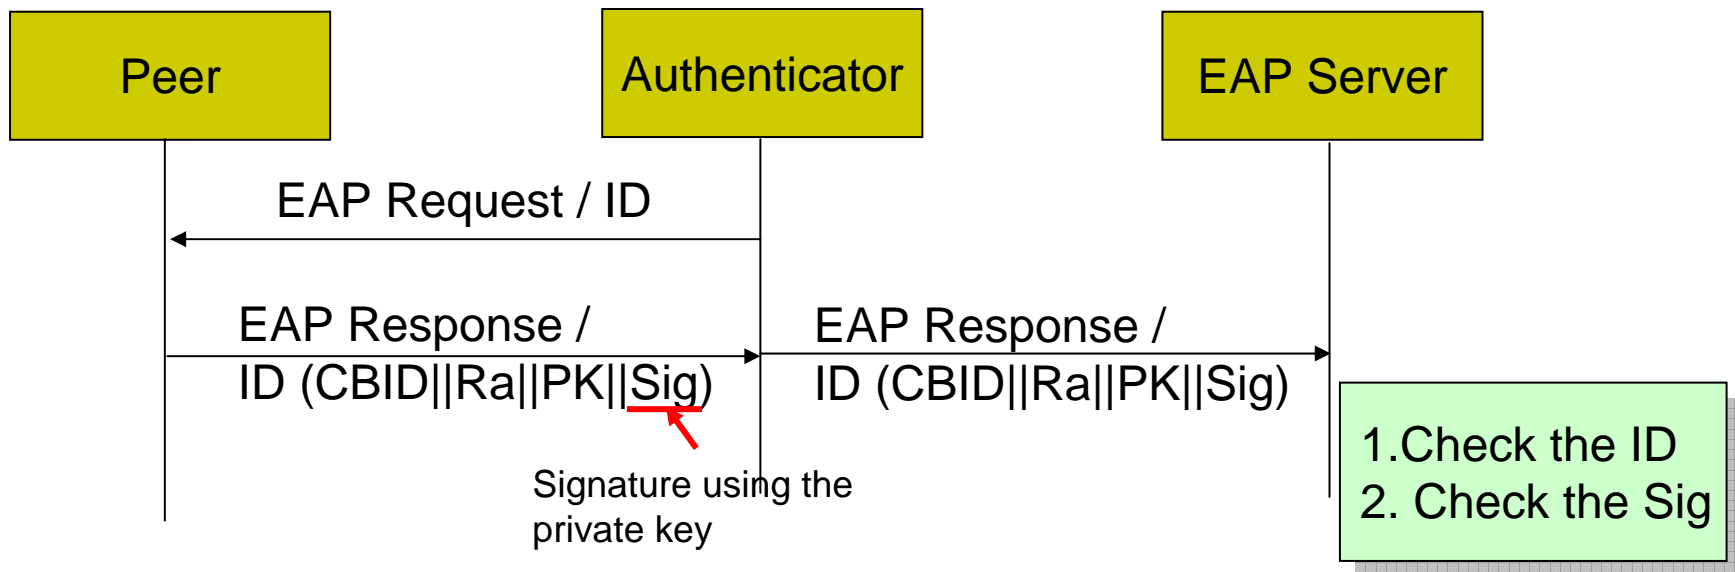 Peer
Authenticator
EAP Server
EAP Request / ID
EAP Response /
ID (CBID||Ra||PK||Sig)
EAP Response /
ID (CBID||Ra||PK||Sig)
Signature using the
private key
1.Check the ID
2. Check the Sig